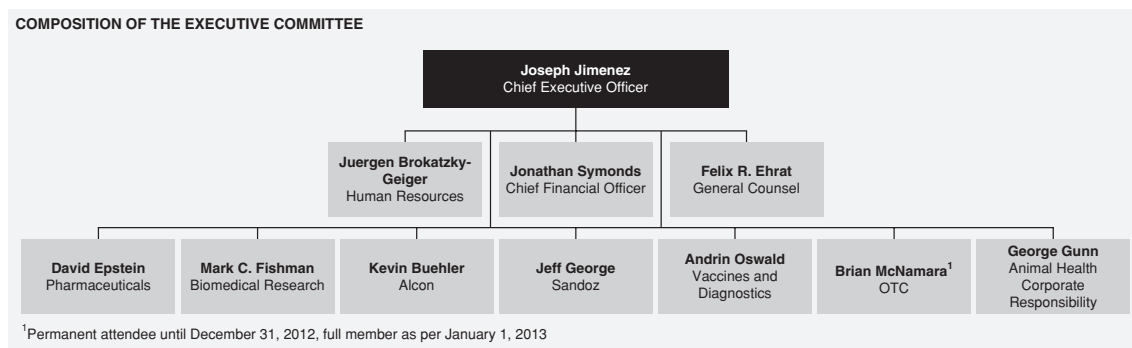 COMPOSITION OF THE EXECUTIVE COMMITTEE
Joseph Jimenez
Chief Executive Officer
Juergen Brokatzky-
Geiger
Human Resources
Jonathan Symonds
Chief Financial Officer
Felix R. Ehrat
General Counsel
David Epstein
Pharmaceuticals
Mark C. Fishman
Biomedical Research
Kevin Buehler
Alcon
Jeff George
Sandoz
Andrin Oswald
Vaccines and
Diagnostics
Brian McNamara¹
OTC
George Gunn
Animal Health
Corporate
Responsibility
¹Permanent attendee until December 31, 2012, full member as per January 1, 2013